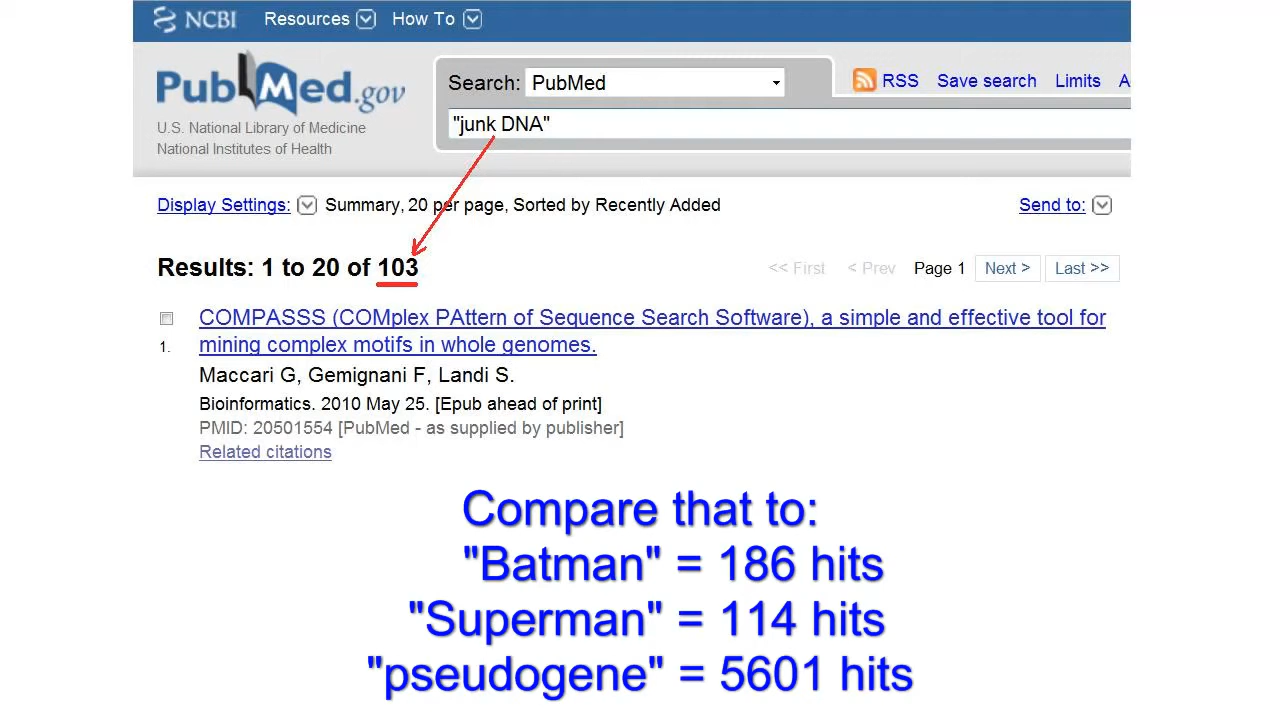 NCBI Resources How To
PubMed.gov
U.S. National Library of Medicine
National Institutes of Health
Search: PubMed
RSS Save search Limits A
"junk DNA"
Display Settings: Summary, 20 per page, Sorted by Recently Added Send to:
Results: 1 to 20 of 103
<< First < Prev Page 1 Next > Last >>
COMPASSS (COMplex PAttern of Sequence Search Software), a simple and effective tool for
1. mining complex motifs in whole genomes.
Maccari G, Gemignani F, Landi S.
Bioinformatics. 2010 May 25. [Epub ahead of print]
PMID: 20501554 [PubMed - as supplied by publisher]
Related citations
Compare that to:
"Batman" = 186 hits
"Superman" = 114 hits
"pseudogene" = 5601 hits